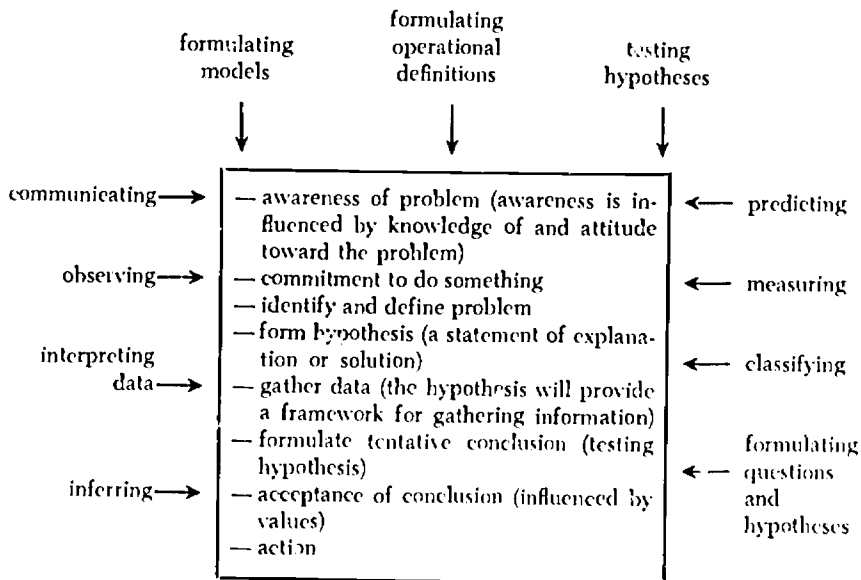 formulating
models
formulating
operational
definitions
testing
hypotheses
communicating
observing
interpreting
data
inferring
— awareness of problem (awareness is in-
fluenced by knowledge of and attitude
toward the problem)
— commitment to do something
— identify and define problem
— form hypothesis (a statement of explana-
tion or solution)
— gather data (the hypothesis will provide
a framework for gathering information)
— formulate tentative conclusion (testing
hypothesis)
— acceptance of conclusion (influenced by
values)
— action
predicting
measuring
classifying
formulating
questions
and
hypotheses